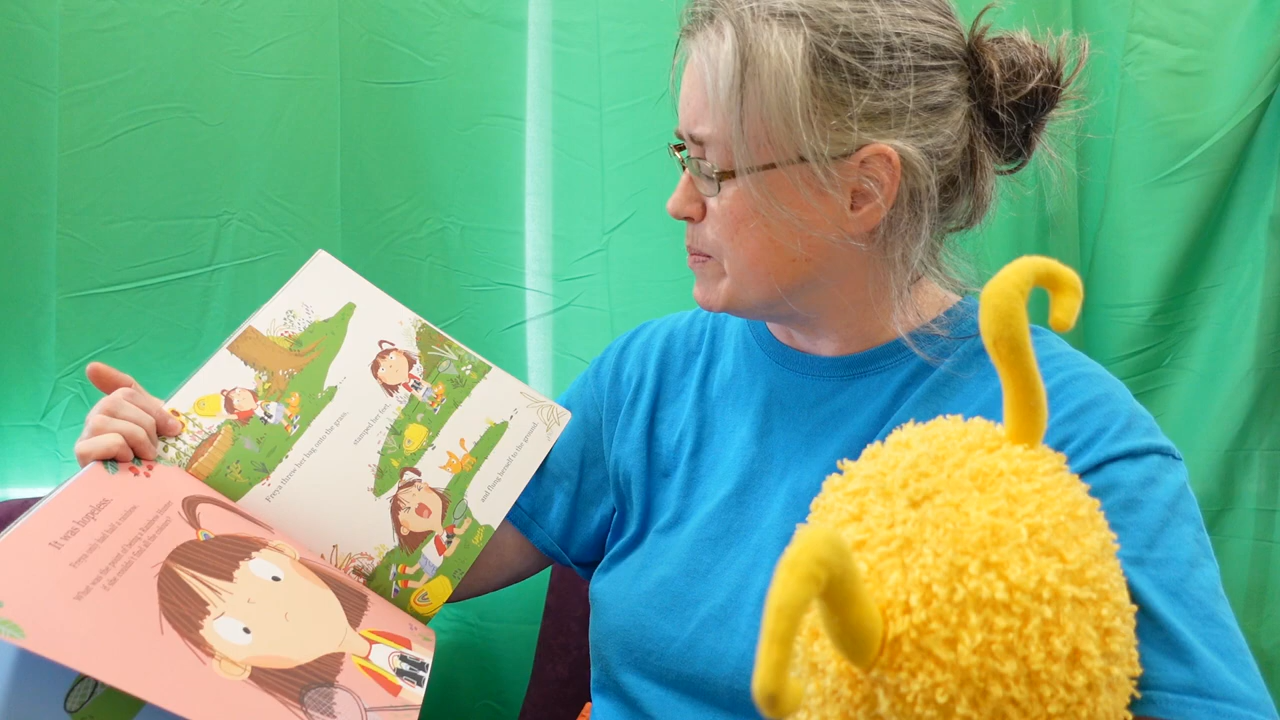 It was hopeless.
Freya only had half a rainbow.
What was the point of being a Rainbow Hunter
if she couldn't find all the colours?
Freya threw her bag onto the grass,
stamped her feet,
and flung herself to the ground.